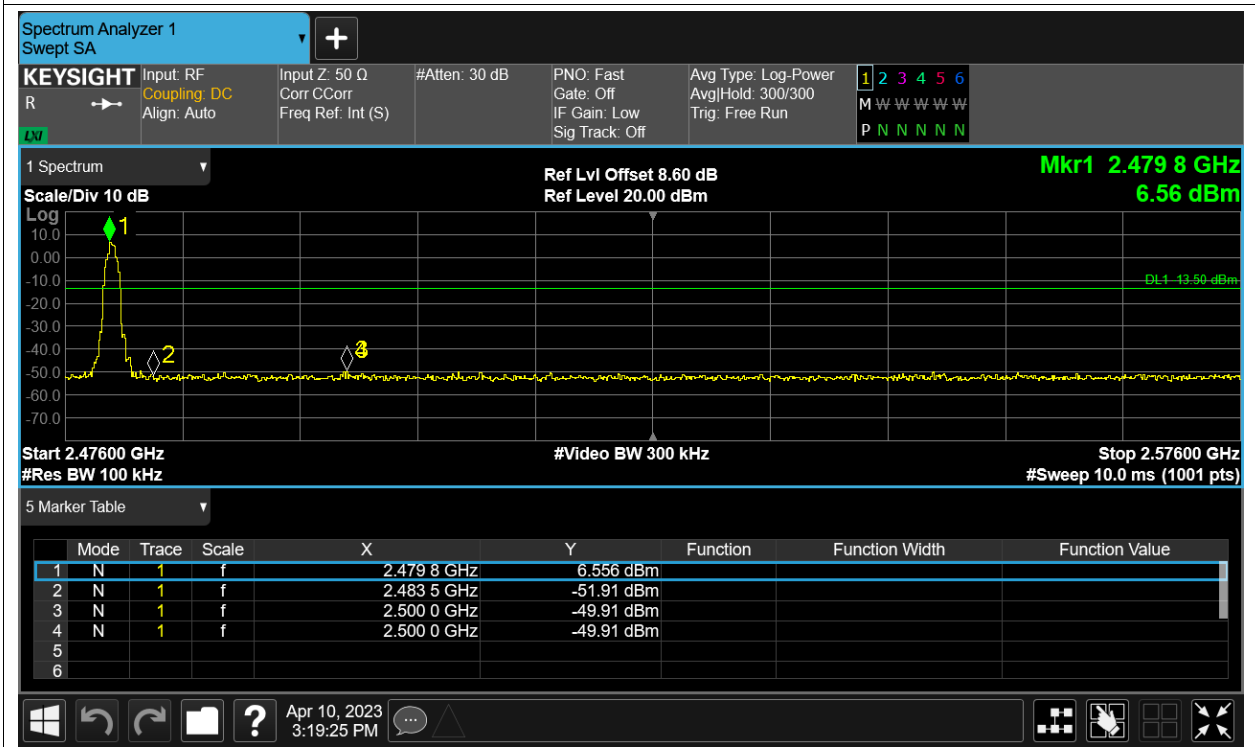 Spectrum Analyzer 1
Swept SA
+
KEYSIGHT Input: RF Input Z: 50 Ω #Atten: 30 dB PNO: Fast Avg Type: Log-Power 1 2 3 4 5 6
R Coupling: DC Corr CCorr Gate: Off Avg|Hold: 300/300 M W W W W W
Align: Auto Freq Ref: Int (S) IF Gain: Low Trig: Free Run
LXI Sig Track: Off P N N N N N
1 Spectrum Ref Lvl Offset 8.60 dB Mkr1 2.479 8 GHz
Scale/Div 10 dB Ref Level 20.00 dBm 6.56 dBm
Log
1
10.0
0.00
-10.0 DL1 -13.50 dBm
-20.0
-30.0
-40.0 2
-50.0
-60.0
-70.0
Start 2.47600 GHz #Video BW 300 kHz Stop 2.57600 GHz
#Res BW 100 kHz #Sweep 10.0 ms (1001 pts)
5 Marker Table
Mode Trace Scale X Y Function Function Width Function Value
1 N 1 f 2.479 8 GHz 6.556 dBm
2 N 1 f 2.483 5 GHz -51.91 dBm
3 N 1 f 2.500 0 GHz -49.91 dBm
4 N 1 f 2.500 0 GHz -49.91 dBm
5
6
? Apr 10, 2023
3:19:25 PM